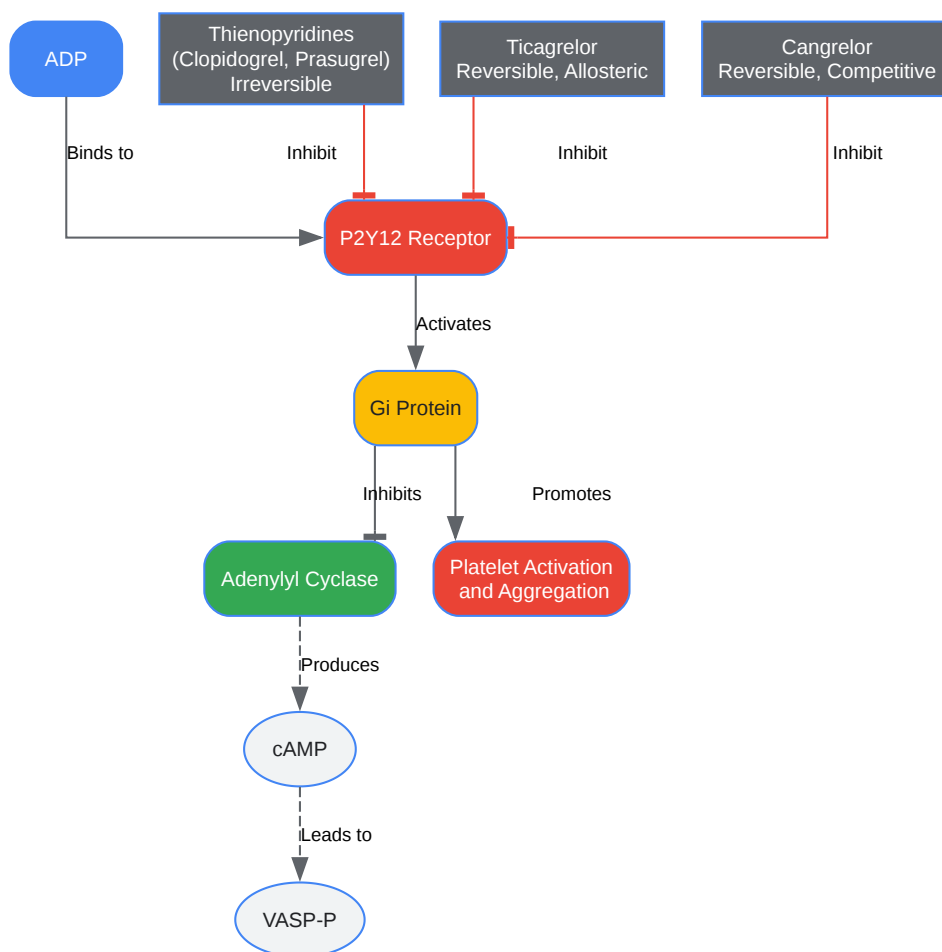 ADP
Thienopyridines
(Clopidogrel, Prasugrel)
Irreversible
Ticagrelor
Reversible, Allosteric
Cangrelor
Reversible, Competitive
Binds to
Inhibit
Inhibit
Inhibit
P2Y12 Receptor
Activates
Gi Protein
Inhibits
Promotes
Adenylyl Cyclase
Platelet Activation
and Aggregation
Produces
cAMP
Leads to
VASP-P